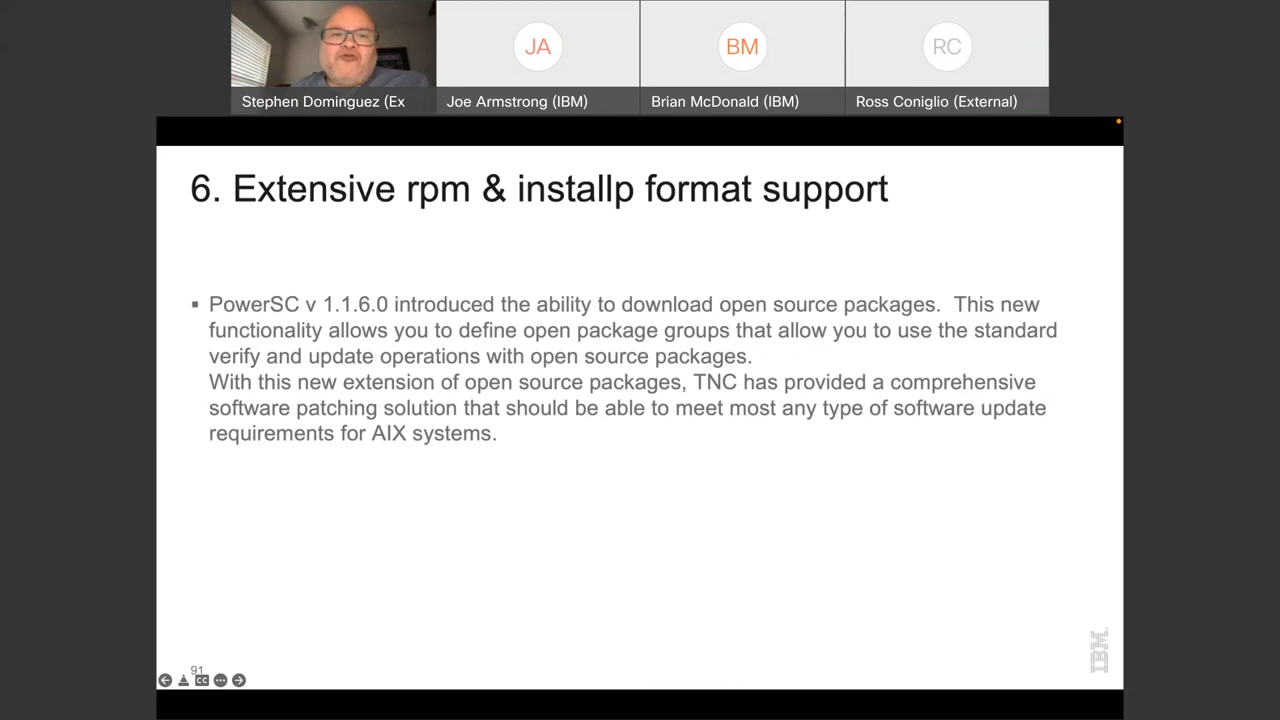 JA
BM
RC
Stephen Dominguez (Ex
Joe Armstrong (IBM)
Brian McDonald (IBM)
Ross Coniglio (External)
6. Extensive rpm & installp format support
▪ PowerSC v 1.1.6.0 introduced the ability to download open source packages.  This new
functionality allows you to define open package groups that allow you to use the standard
verify and update operations with open source packages.
With this new extension of open source packages, TNC has provided a comprehensive
software patching solution that should be able to meet most any type of software update
requirements for AIX systems.
IBM
91
CC